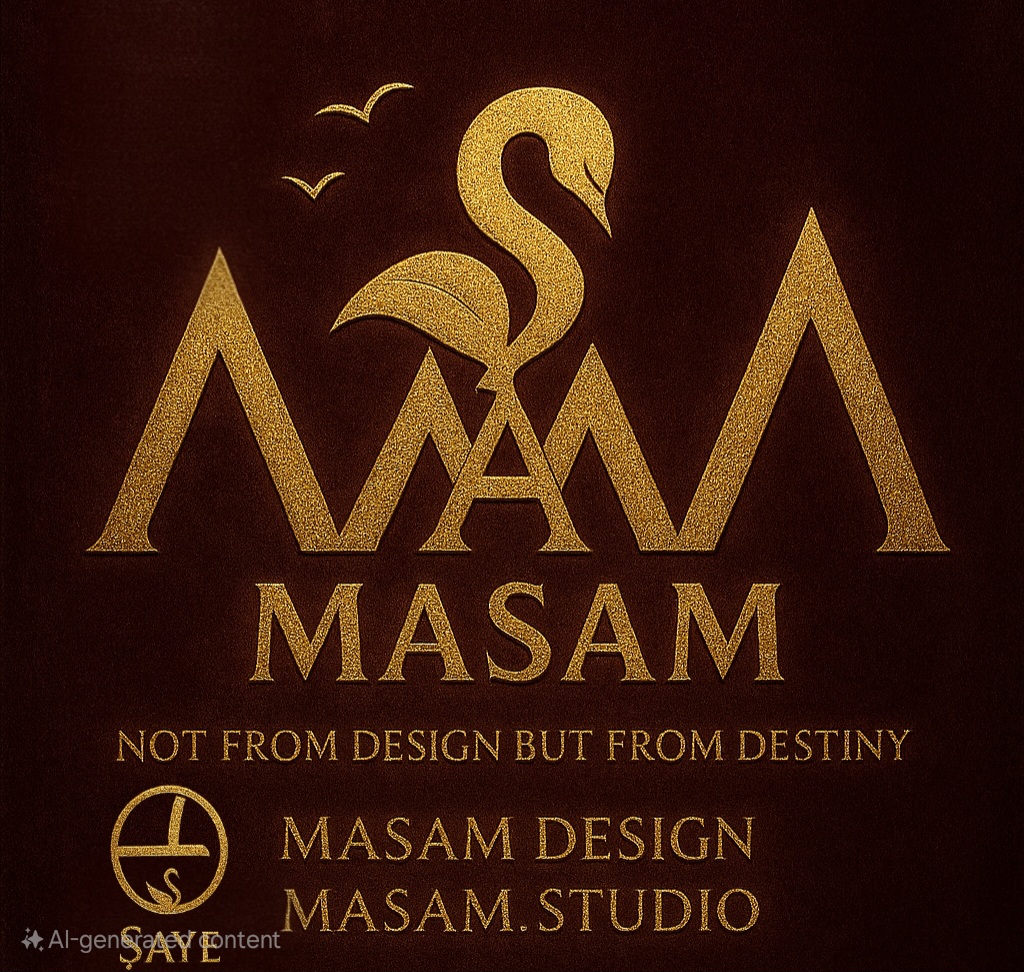 MASAM
NOT FROM DESIGN BUT FROM DESTINY
MASAM DESIGN
MASAM.STUDIO
ŞAYE
AI-generated content